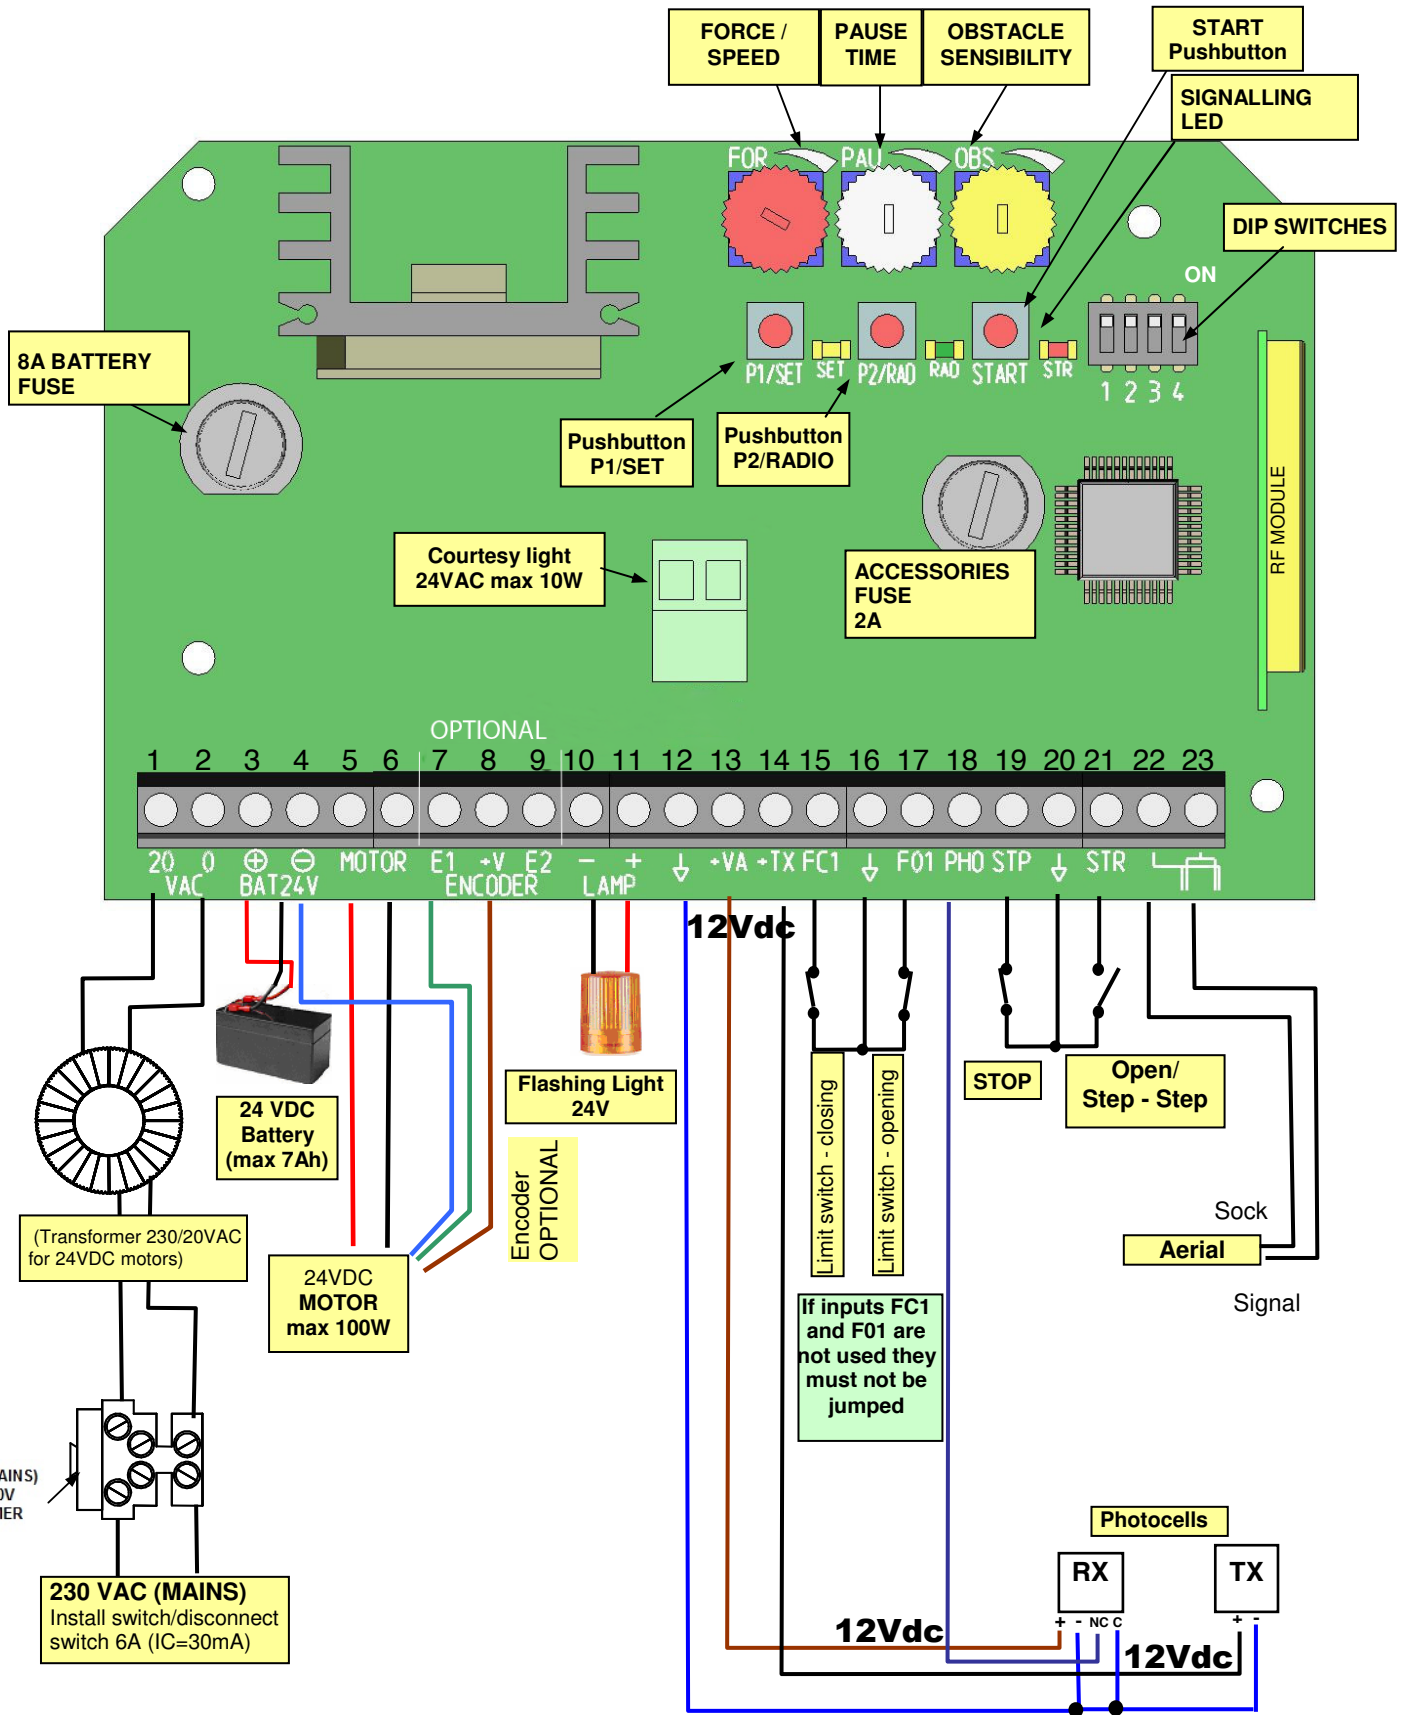 FORCE /
SPEED
PAUSE
TIME
OBSTACLE
SENSIBILITY
START
Pushbutton
SIGNALLING
LED
FOR
PAU
OBS
DIP SWITCHES
ON
8A BATTERY
FUSE
P1/SET
SET
P2/RAD
RAD
START
STR
1 2 3 4
Pushbutton
P1/SET
Pushbutton
P2/RADIO
RF MODULE
Courtesy light
24VAC max 10W
ACCESSORIES
FUSE
2A
OPTIONAL
1 2 3 4 5 6 7 8 9 10 11 12 13 14 15 16 17 18 19 20 21 22 23
20 0 MOTOR E1 +V E2 - + +VA +TX FC1 F01 PHO STP STR
VAC BAT24V ENCODER LAMP
12Vdc
Flashing Light
24V
24 VDC
Battery
(max 7Ah)
Encoder
OPTIONAL
Limit switch - closing
Limit switch - opening
STOP
Open/
Step - Step
(Transformer 230/20VAC
for 24VDC motors)
24VDC
MOTOR
max 100W
Sock
Aerial
Signal
If inputs FC1
and F01 are
not used they
must not be
jumped
AINS)
0V
MER
230 VAC (MAINS)
Install switch/disconnect
switch 6A (IC=30mA)
Photocells
RX
TX
+ - NC C
+ -
12Vdc
12Vdc